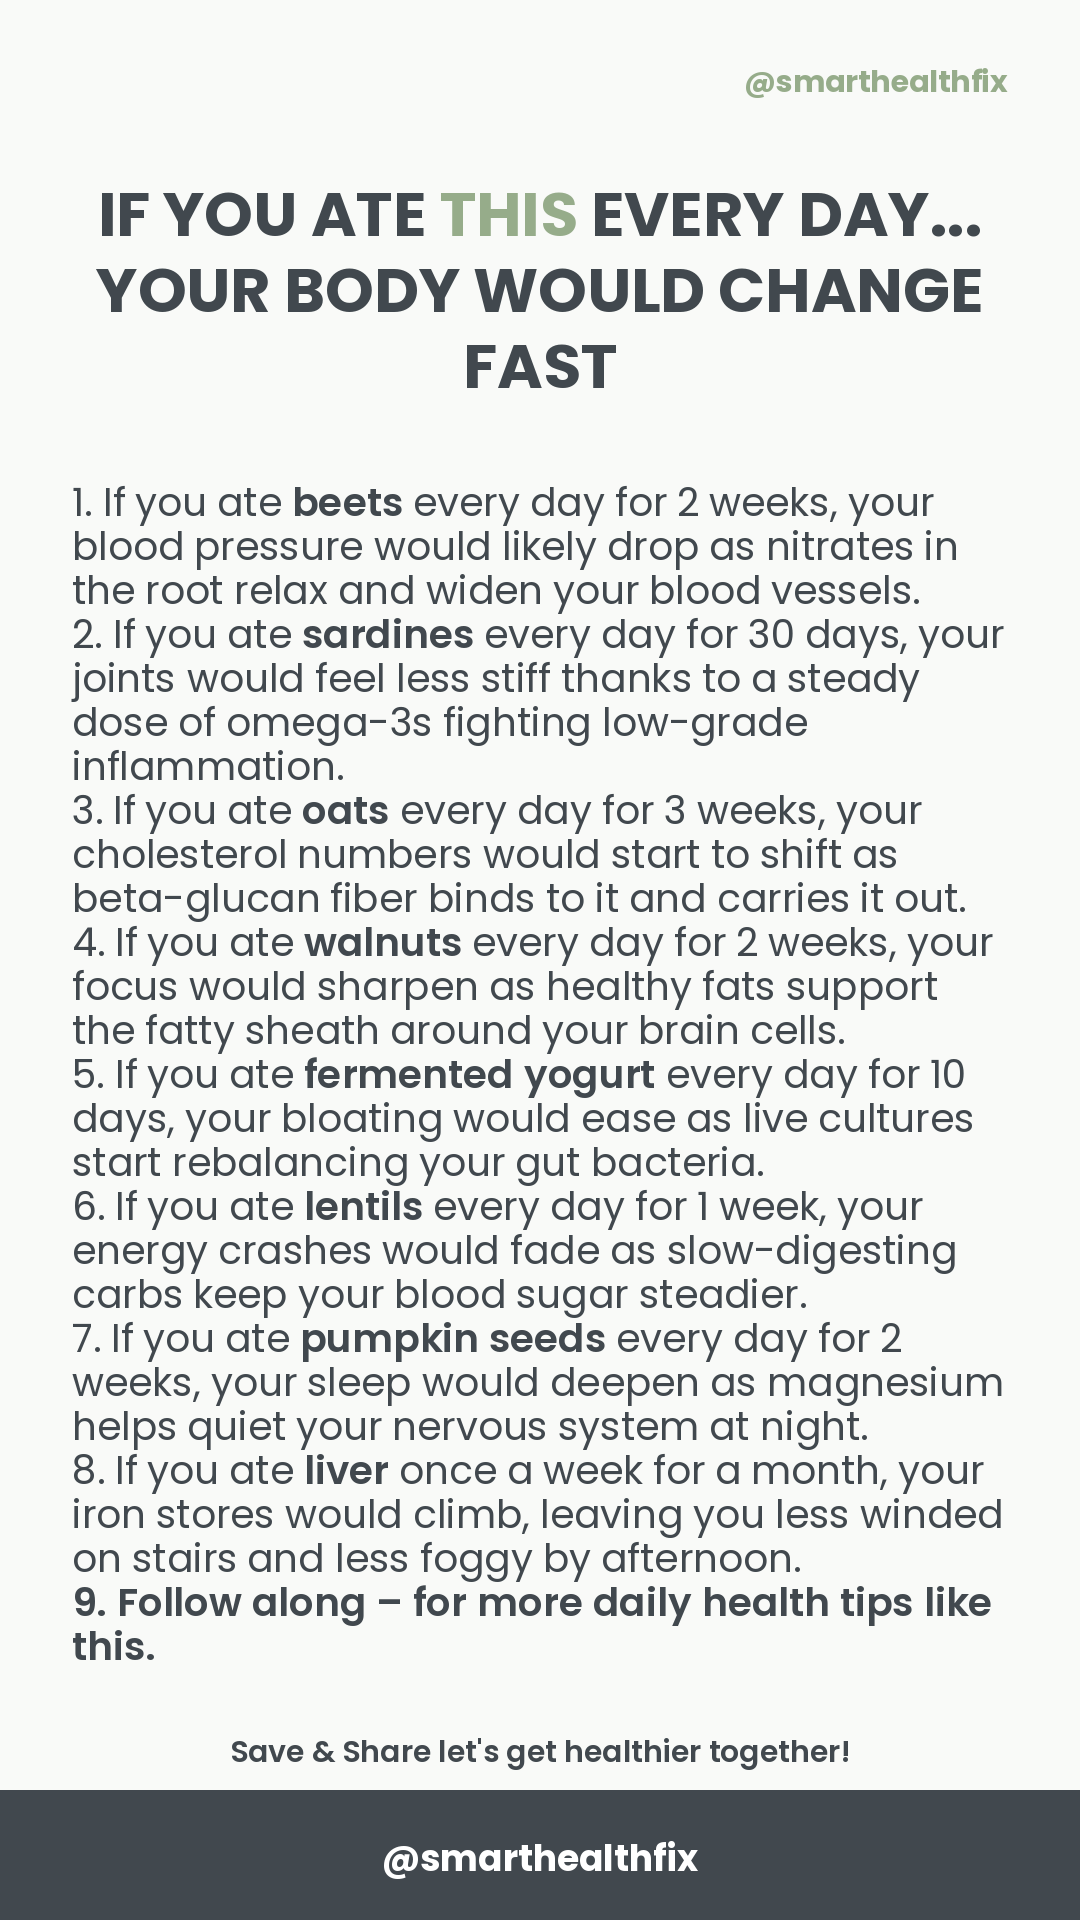 @smarthealthfix
IF YOU ATE THIS EVERY DAY...
YOUR BODY WOULD CHANGE
FAST
1. If you ate beets every day for 2 weeks, your
blood pressure would likely drop as nitrates in
the root relax and widen your blood vessels.
2. If you ate sardines every day for 30 days, your
joints would feel less stiff thanks to a steady
dose of omega-3s fighting low-grade
inflammation.
3. If you ate oats every day for 3 weeks, your
cholesterol numbers would start to shift as
beta-glucan fiber binds to it and carries it out.
4. If you ate walnuts every day for 2 weeks, your
focus would sharpen as healthy fats support
the fatty sheath around your brain cells.
5. If you ate fermented yogurt every day for 10
days, your bloating would ease as live cultures
start rebalancing your gut bacteria.
6. If you ate lentils every day for 1 week, your
energy crashes would fade as slow-digesting
carbs keep your blood sugar steadier.
7. If you ate pumpkin seeds every day for 2
weeks, your sleep would deepen as magnesium
helps quiet your nervous system at night.
8. If you ate liver once a week for a month, your
iron stores would climb, leaving you less winded
on stairs and less foggy by afternoon.
9. Follow along – for more daily health tips like
this.
Save & Share let's get healthier together!
@smarthealthfix